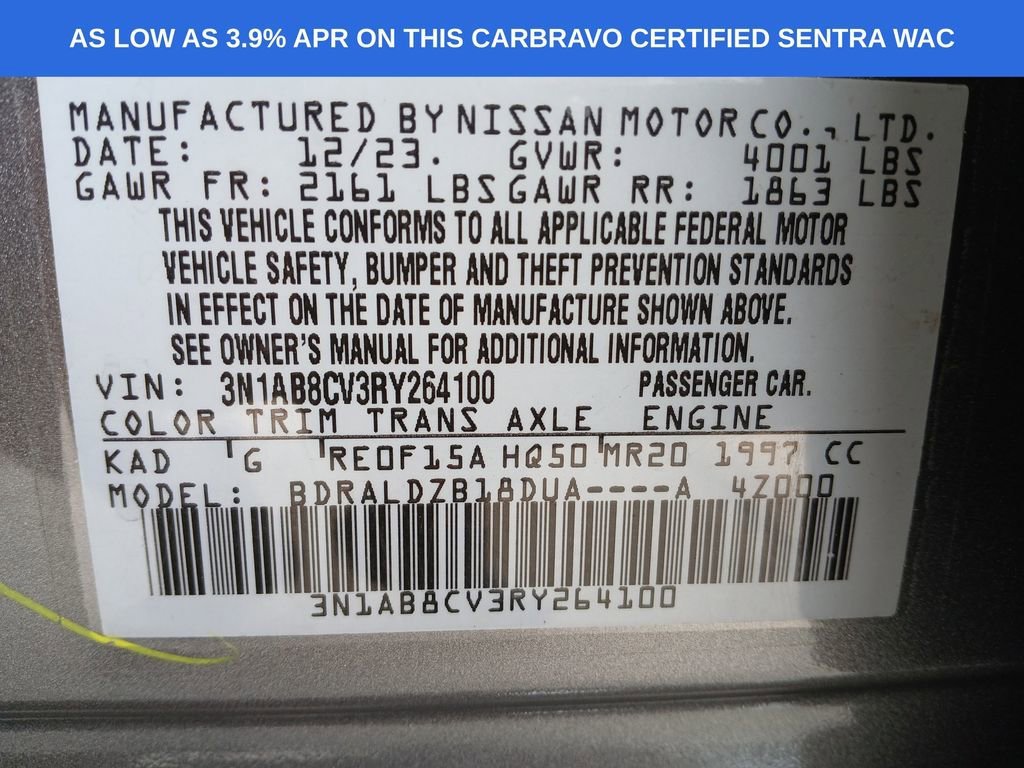 AS LOW AS 3.9% APR ON THIS CARBRAVO CERTIFIED SENTRA WAC
MANUFACTURED BY NISSAN MOTOR CO., LTD.
DATE: 12/23. GVWR: 4001 LBS
GAWR FR: 2161 LBS GAWR RR: 1863 LBS
THIS VEHICLE CONFORMS TO ALL APPLICABLE FEDERAL MOTOR
VEHICLE SAFETY, BUMPER AND THEFT PREVENTION STANDARDS
IN EFFECT ON THE DATE OF MANUFACTURE SHOWN ABOVE.
SEE OWNER'S MANUAL FOR ADDITIONAL INFORMATION.
VIN: 3N1AB8CV3RY264100 PASSENGER CAR.
COLOR TRIM TRANS AXLE ENGINE
KAD G RE0F15A HQ50 MR20 1997 CC
MODEL: BDRALDZB18DUA----A 4Z000
3N1AB8CV3RY264100